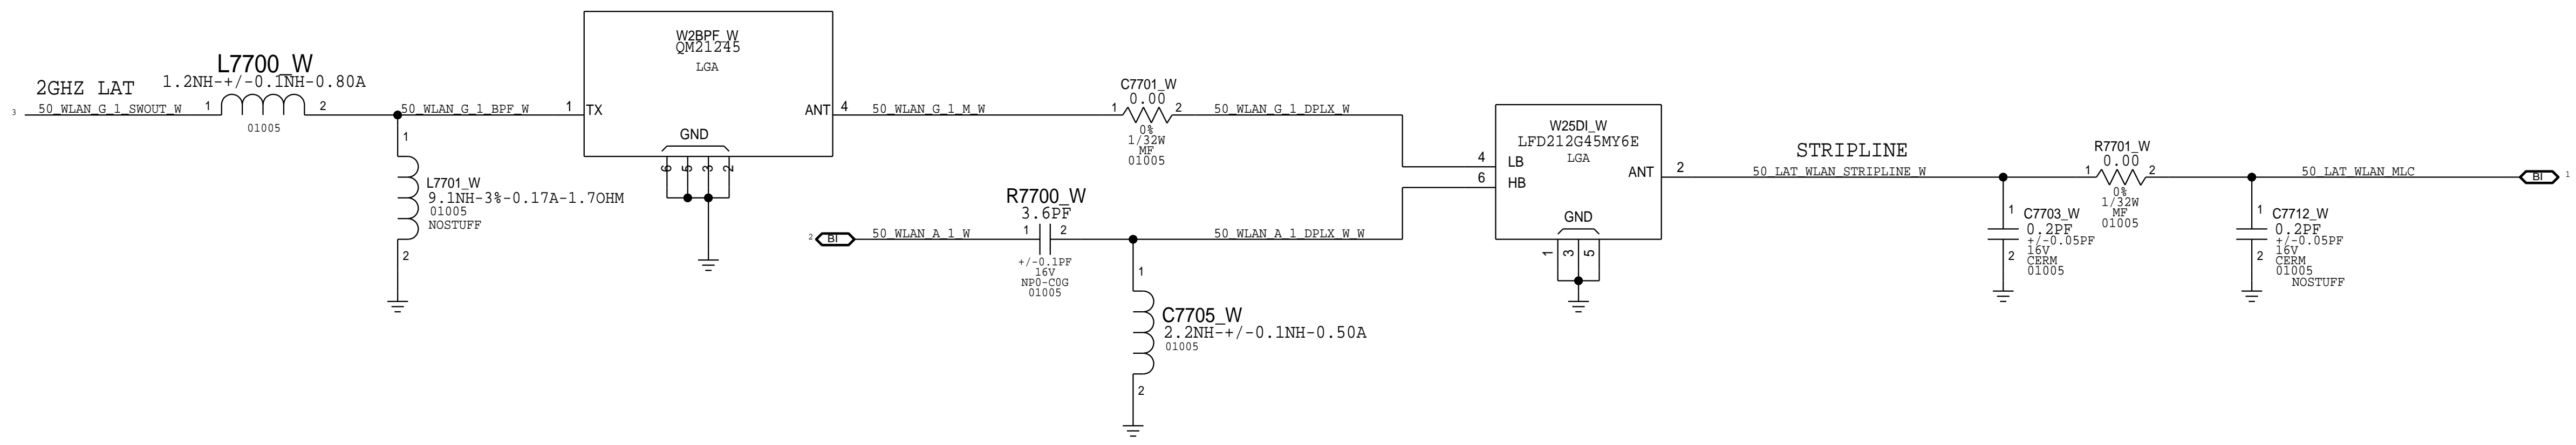 2GHZ LAT
3
50_WLAN_G_1_SWOUT_W
L7700_W
1.2NH-+/-0.1NH-0.80A
1
2
01005
50_WLAN_G_1_BPF_W
1
L7701_W
9.1NH-3%-0.17A-1.7OHM
01005
NOSTUFF
2
W2BPF_W
QM21245
LGA
1
TX
ANT
4
GND
6
5
3
2
50_WLAN_G_1_M_W
C7701_W
0.00
1
2
0%
1/32W
MF
01005
50_WLAN_G_1_DPLX_W
2
BI
50_WLAN_A_1_W
R7700_W
3.6PF
1
2
+/-0.1PF
16V
NP0-C0G
01005
50_WLAN_A_1_DPLX_W_W
1
C7705_W
2.2NH-+/-0.1NH-0.50A
01005
2
W25DI_W
LFD212G45MY6E
LGA
4
LB
6
HB
ANT
2
GND
1
3
5
STRIPLINE
50_LAT_WLAN_STRIPLINE_W
1
C7703_W
0.2PF
+/-0.05PF
16V
CERM
01005
2
R7701_W
0.00
1
2
0%
1/32W
MF
01005
50_LAT_WLAN_MLC
BI
1
1
C7712_W
0.2PF
+/-0.05PF
16V
CERM
01005
NOSTUFF
2